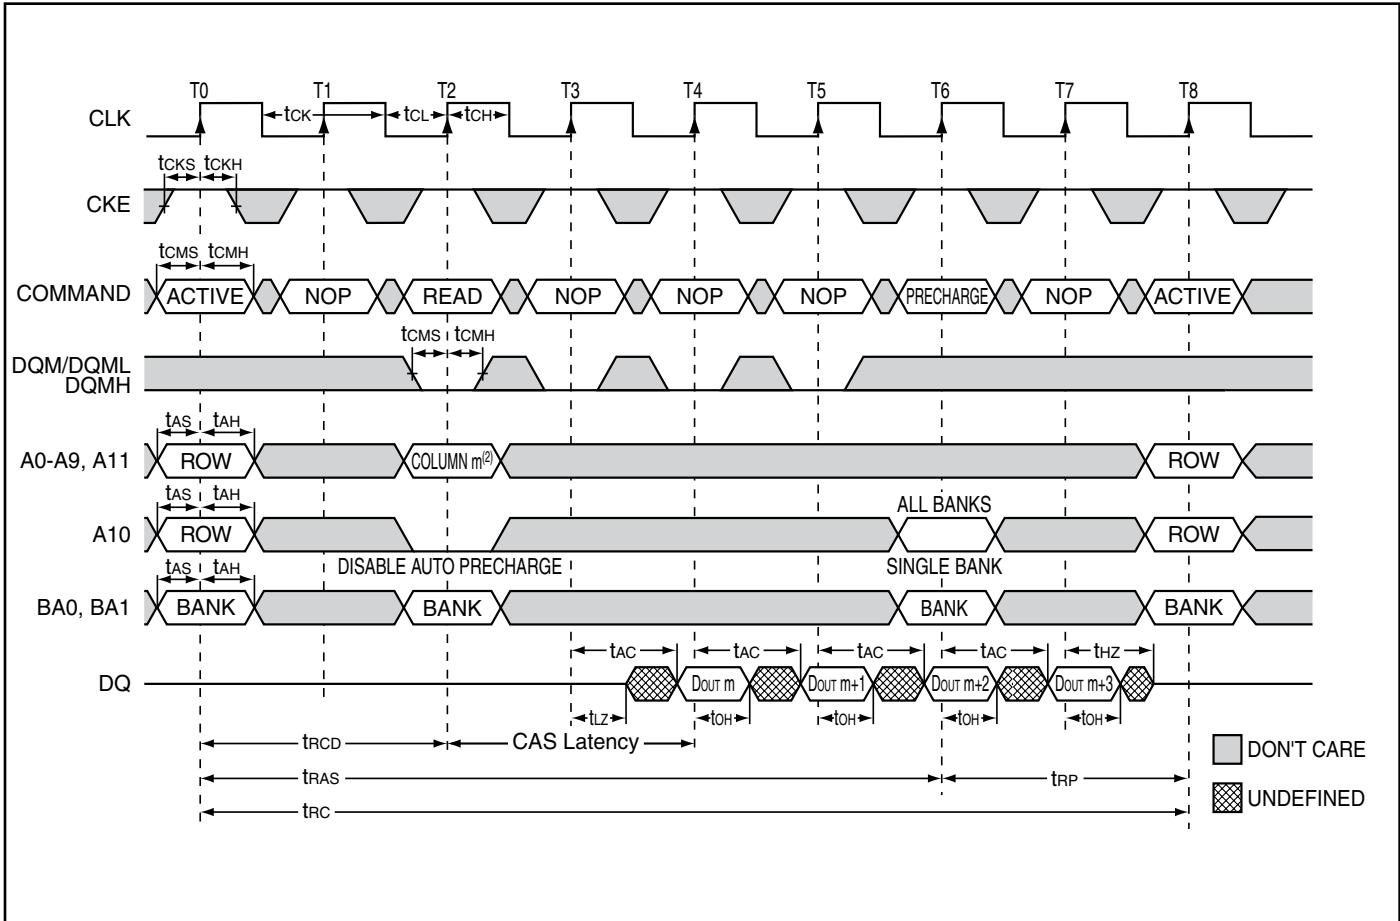 T0 T1 T2 T3 T4 T5 T6 T7 T8
CLK tCK tCL tCH
tCKS tCKH
CKE
tCMS tCMH
COMMAND ACTIVE NOP READ NOP NOP NOP PRECHARGE NOP ACTIVE
tCMS tCMH
DQM/DQML
DQMH
tAS tAH
A0-A9, A11 ROW COLUMN m(2) ROW
tAS tAH ALL BANKS
A10 ROW ROW
DISABLE AUTO PRECHARGE SINGLE BANK
tAS tAH
BA0, BA1 BANK BANK BANK BANK
tAC tAC tAC tAC tHZ
DQ DOUT m DOUT m+1 DOUT m+2 DOUT m+3
tLZ tOH tOH tOH tOH
tRCD CAS Latency
DON'T CARE
tRAS tRP
UNDEFINED
tRC